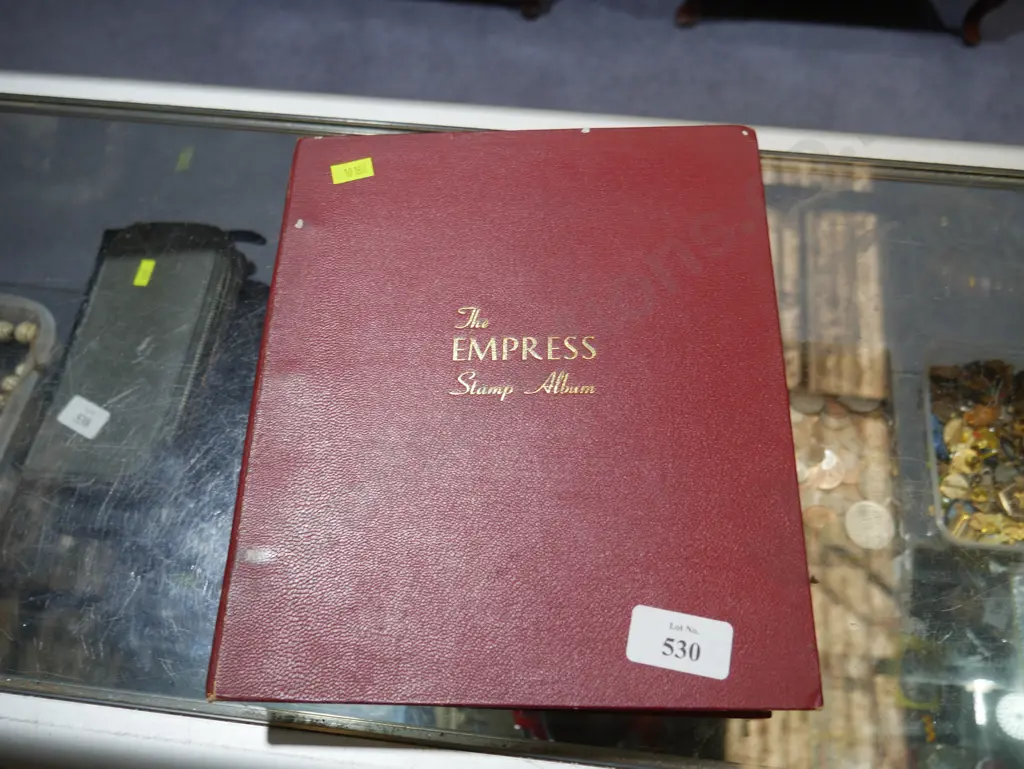 The
EMPRESS
Stamp Album
Lot No.
530